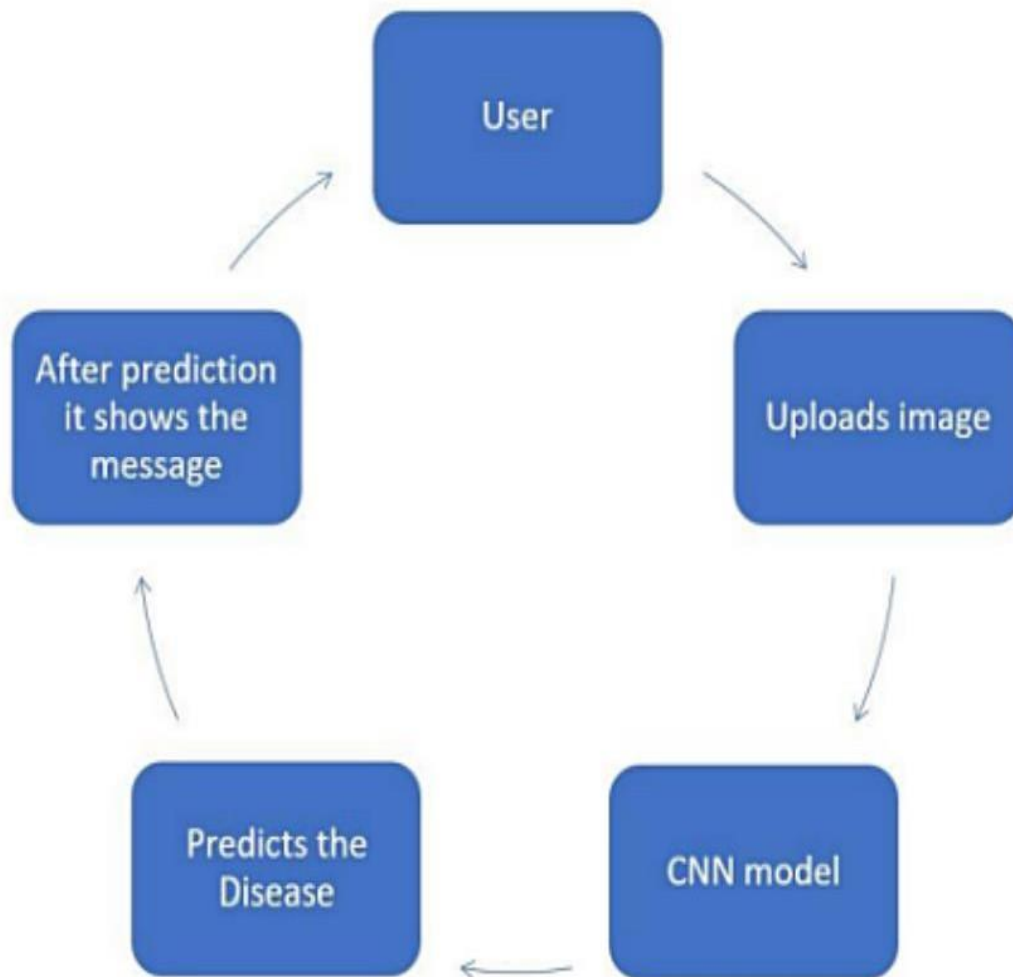 User
Uploads image
CNN model
Predicts the
Disease
After prediction
it shows the
message